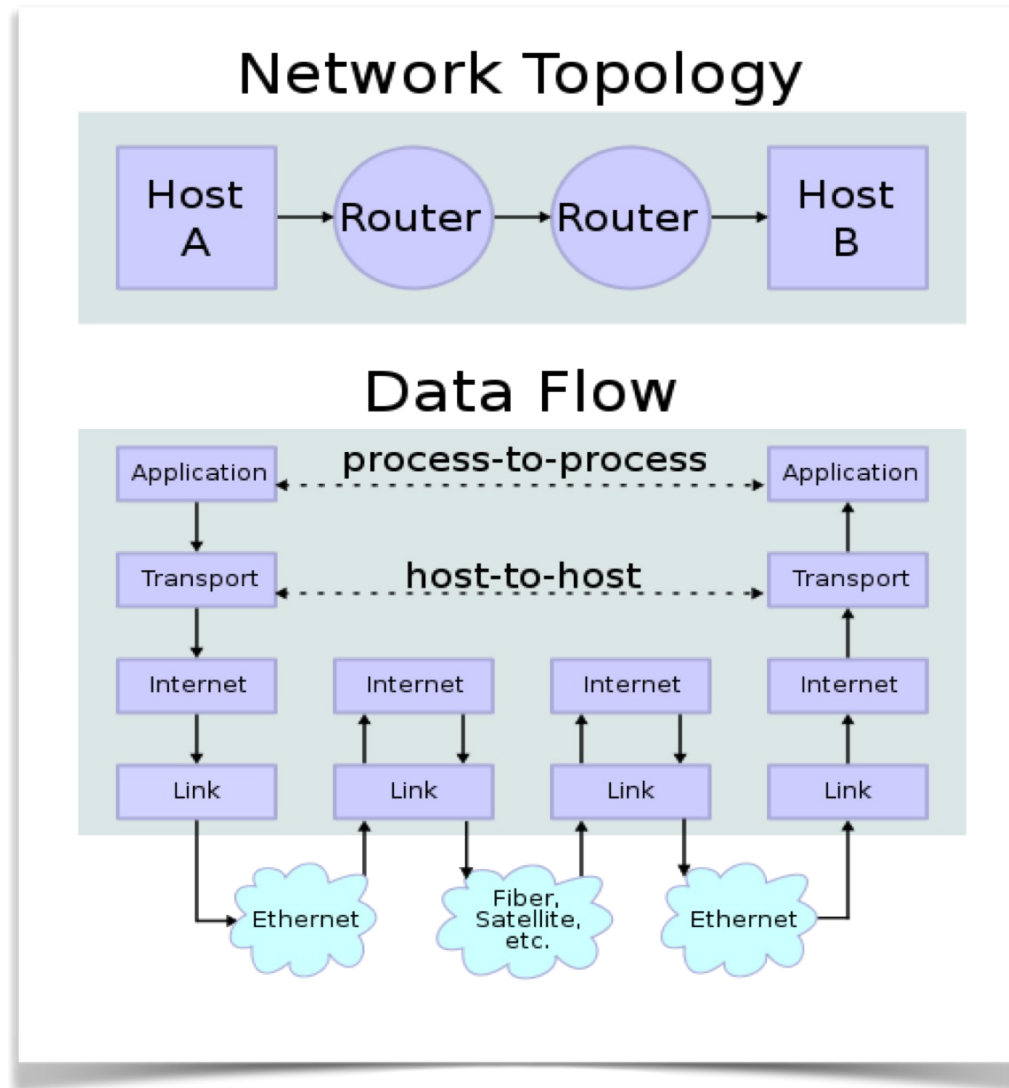 Network Topology
Host
A
Router
Router
Host
B
Data Flow
Application
process-to-process
Application
Transport
host-to-host
Transport
Internet
Internet
Internet
Internet
Link
Link
Link
Link
Ethernet
Fiber,
Satellite,
etc.
Ethernet